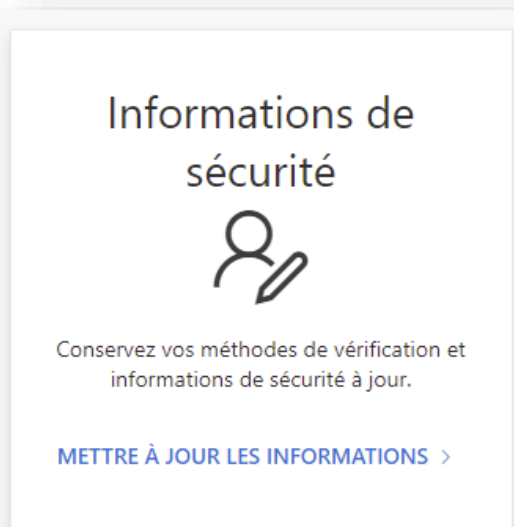 Informations de
sécurité
Conservez vos méthodes de vérification et
informations de sécurité à jour.
METTRE À JOUR LES INFORMATIONS >